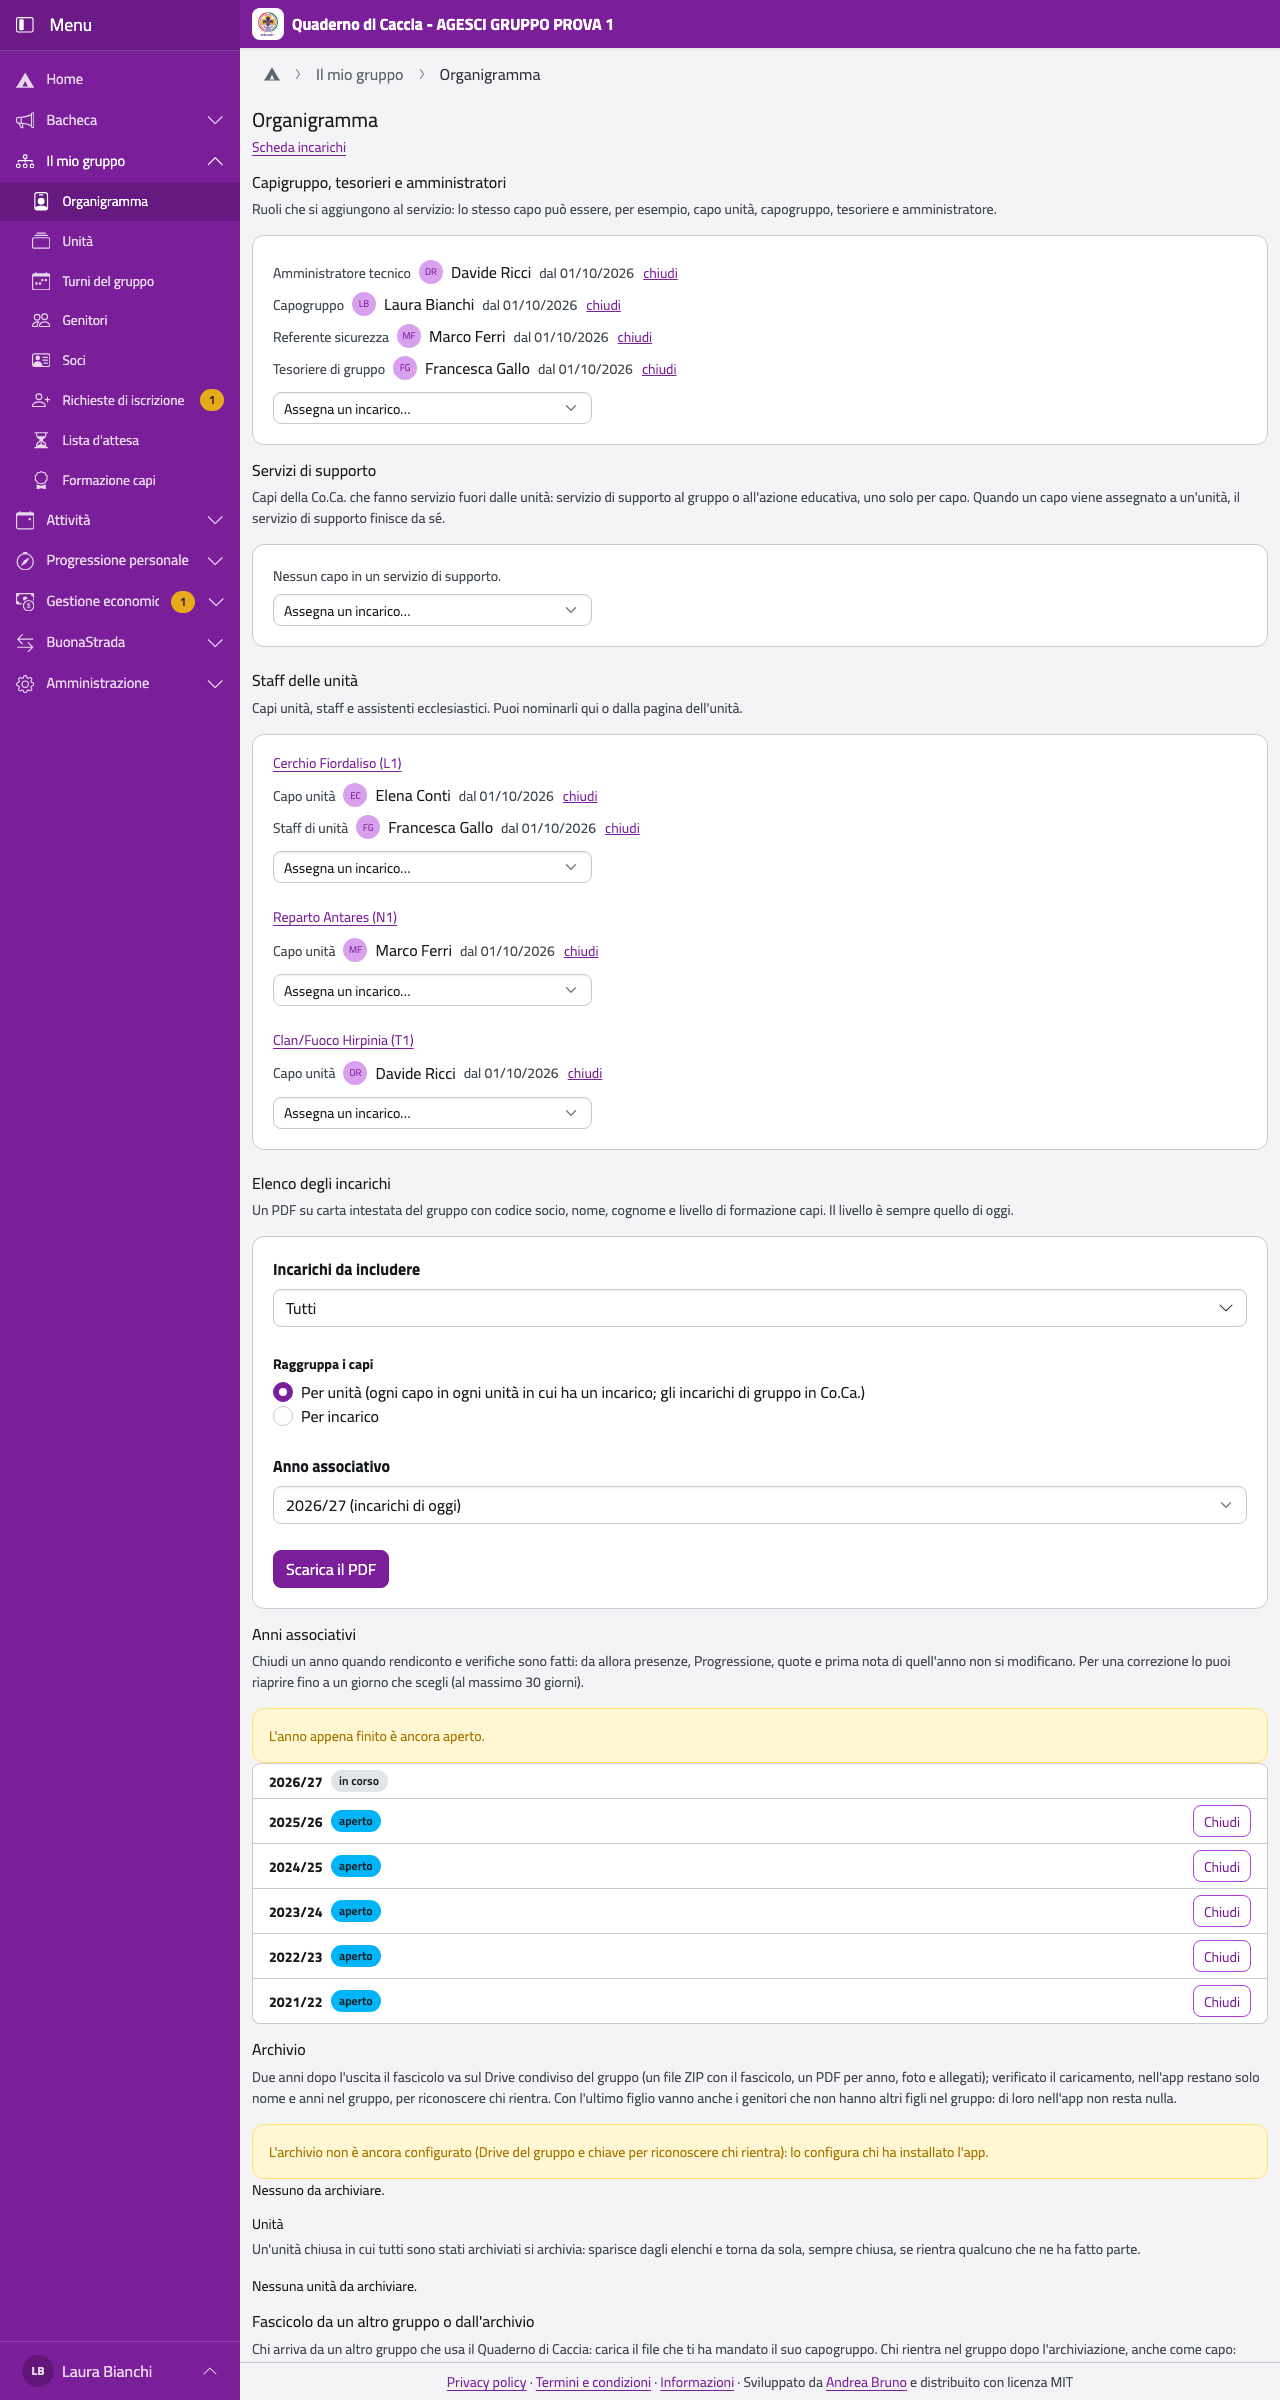 Menu
Quaderno di Caccia - AGESCI GRUPPO PROVA 1
Home
Bacheca
Il mio gruppo
Organigramma
Unità
Turni del gruppo
Genitori
Soci
Richieste di iscrizione 1
Lista d'attesa
Formazione capi
Attività
Progressione personale
Gestione economic 1
BuonaStrada
Amministrazione
LB Laura Bianchi
Il mio gruppo Organigramma
Organigramma
Scheda incarichi
Capigruppo, tesorieri e amministratori
Ruoli che si aggiungono al servizio: lo stesso capo può essere, per esempio, capo unità, capogruppo, tesoriere e amministratore.
Amministratore tecnico DR Davide Ricci dal 01/10/2026 chiudi
Capogruppo LB Laura Bianchi dal 01/10/2026 chiudi
Referente sicurezza MF Marco Ferri dal 01/10/2026 chiudi
Tesoriere di gruppo FG Francesca Gallo dal 01/10/2026 chiudi
Assegna un incarico...
Servizi di supporto
Capi della Co.Ca. che fanno servizio fuori dalle unità: servizio di supporto al gruppo o all'azione educativa, uno solo per capo. Quando un capo viene assegnato a un'unità, il
servizio di supporto finisce da sé.
Nessun capo in un servizio di supporto.
Assegna un incarico...
Staff delle unità
Capi unità, staff e assistenti ecclesiastici. Puoi nominarli qui o dalla pagina dell'unità.
Cerchio Fiordaliso (L1)
Capo unità EC Elena Conti dal 01/10/2026 chiudi
Staff di unità FG Francesca Gallo dal 01/10/2026 chiudi
Assegna un incarico...
Reparto Antares (N1)
Capo unità MF Marco Ferri dal 01/10/2026 chiudi
Assegna un incarico...
Clan/Fuoco Hirpinia (T1)
Capo unità DR Davide Ricci dal 01/10/2026 chiudi
Assegna un incarico...
Elenco degli incarichi
Un PDF su carta intestata del gruppo con codice socio, nome, cognome e livello di formazione capi. Il livello è sempre quello di oggi.
Incarichi da includere
Tutti
Raggruppa i capi
Per unità (ogni capo in ogni unità in cui ha un incarico; gli incarichi di gruppo in Co.Ca.)
Per incarico
Anno associativo
2026/27 (incarichi di oggi)
Scarica il PDF
Anni associativi
Chiudi un anno quando rendiconto e verifiche sono fatti: da allora presenze, Progressione, quote e prima nota di quell'anno non si modificano. Per una correzione lo puoi
riaprire fino a un giorno che scegli (al massimo 30 giorni).
L'anno appena finito è ancora aperto.
2026/27 in corso
2025/26 aperto Chiudi
2024/25 aperto Chiudi
2023/24 aperto Chiudi
2022/23 aperto Chiudi
2021/22 aperto Chiudi
Archivio
Due anni dopo l'uscita il fascicolo va sul Drive condiviso del gruppo (un file ZIP con il fascicolo, un PDF per anno, foto e allegati); verificato il caricamento, nell'app restano solo
nome e anni nel gruppo, per riconoscere chi rientra. Con l'ultimo figlio vanno anche i genitori che non hanno altri figli nel gruppo: di loro nell'app non resta nulla.
L'archivio non è ancora configurato (Drive del gruppo e chiave per riconoscere chi rientra): lo configura chi ha installato l'app.
Nessuno da archiviare.
Unità
Un'unità chiusa in cui tutti sono stati archiviati si archivia: sparisce dagli elenchi e torna da sola, sempre chiusa, se rientra qualcuno che ne ha fatto parte.
Nessuna unità da archiviare.
Fascicolo da un altro gruppo o dall'archivio
Chi arriva da un altro gruppo che usa il Quaderno di Caccia: carica il file che ti ha mandato il suo capogruppo. Chi rientra nel gruppo dopo l'archiviazione, anche come capo:
Privacy policy · Termini e condizioni · Informazioni · Sviluppato da Andrea Bruno e distribuito con licenza MIT